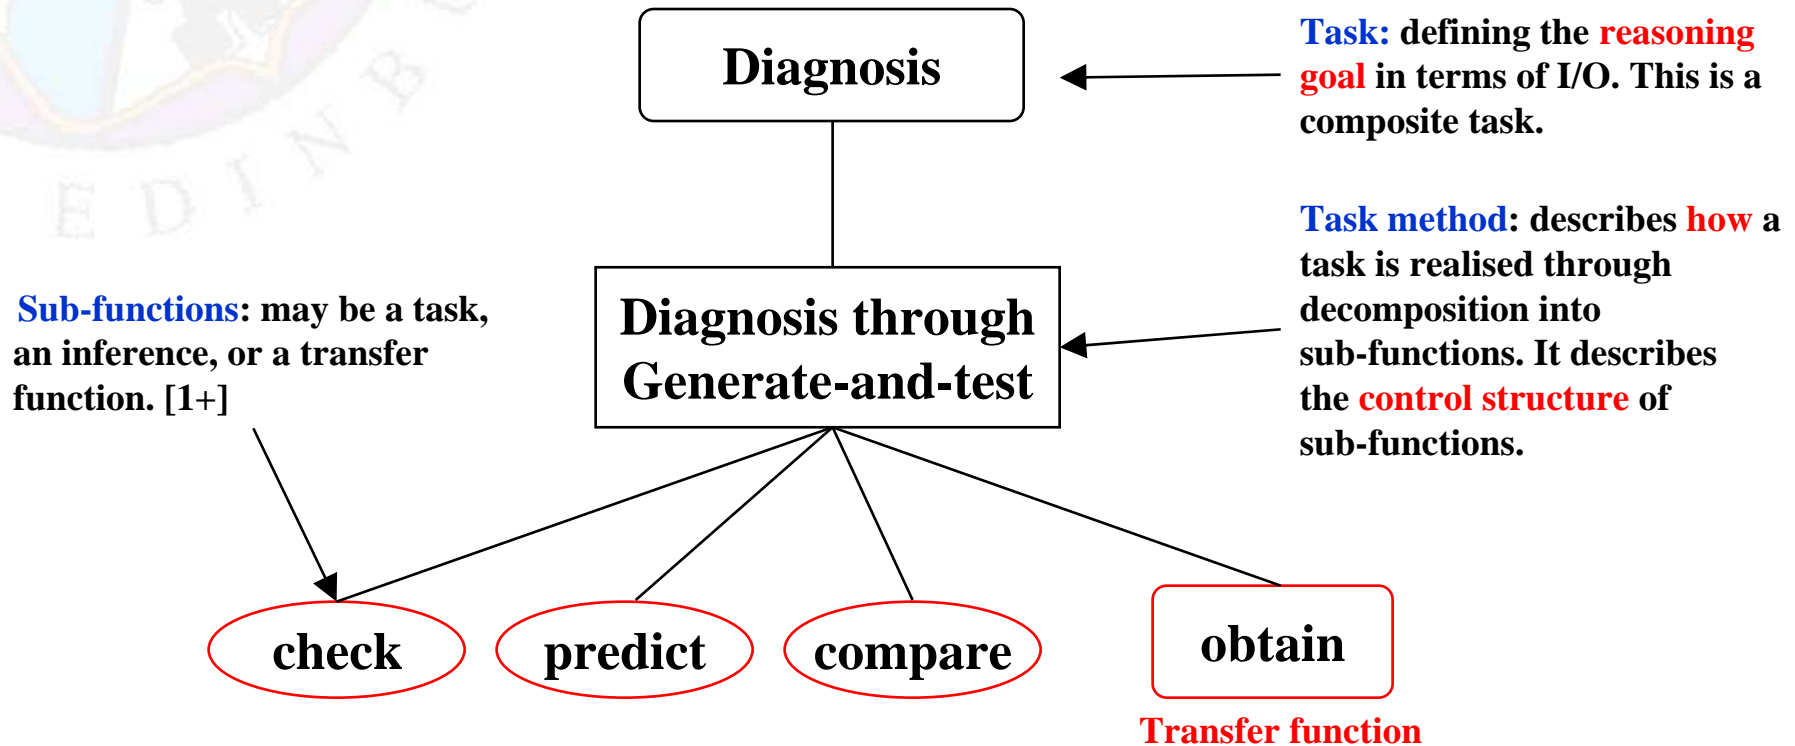 Diagnosis
Task: defining the reasoning
goal in terms of I/O. This is a
composite task.
EDINB
Task method: describes how a
task is realised through
decomposition into
sub-functions. It describes
the control structure of
sub-functions.
Sub-functions: may be a task,
an inference, or a transfer
function. [1+]
Diagnosis through
Generate-and-test
check
predict
compare
obtain
Transfer function